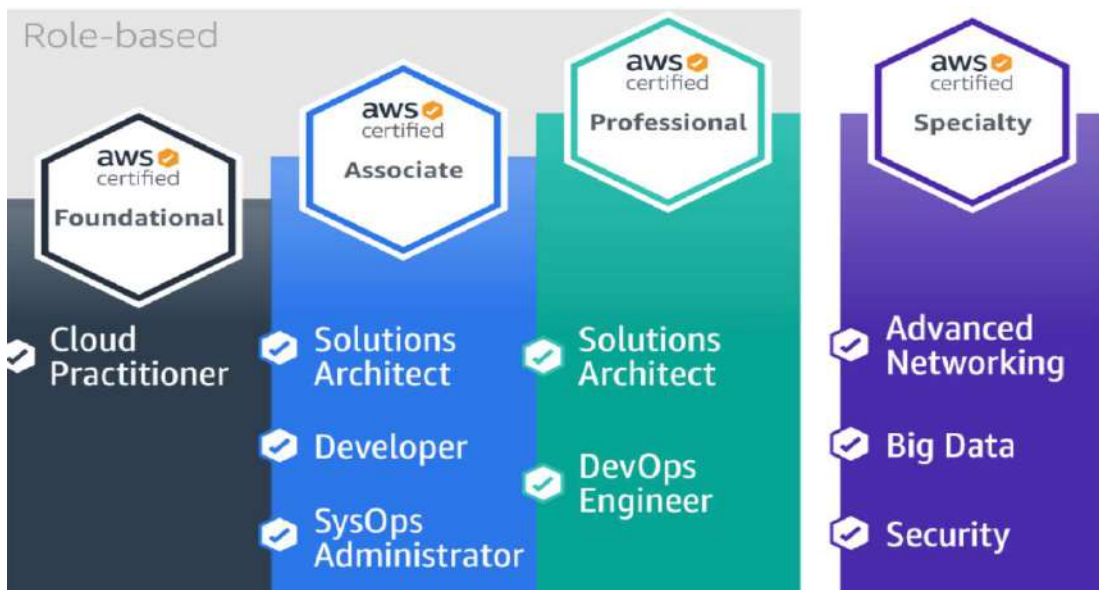 Role-based
aws
certified
Foundational
Cloud
Practitioner
aws
certified
Associate
Solutions
Architect
Developer
SysOps
Administrator
aws
certified
Professional
Solutions
Architect
DevOps
Engineer
aws
certified
Specialty
Advanced
Networking
Big Data
Security